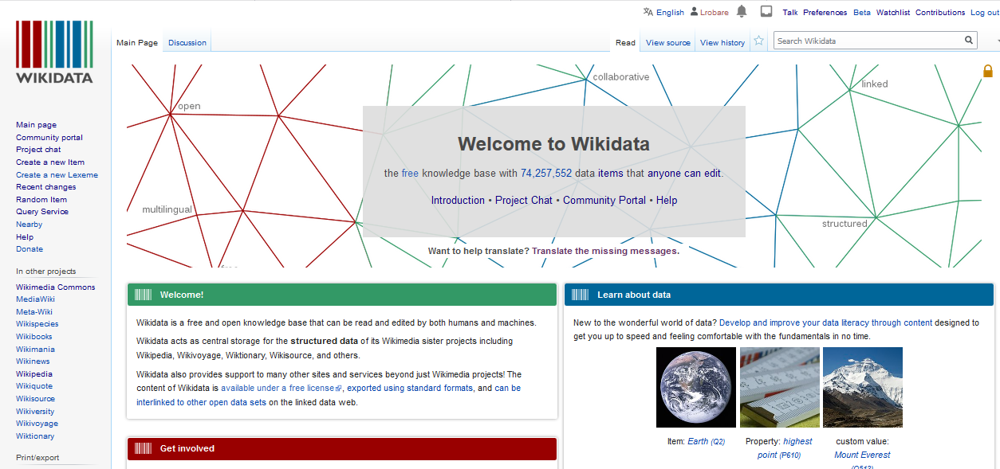 English Lrobare Talk Preferences Beta Watchlist Contributions Log out
WIKIDATA
Main Page Discussion
Read View source View history Search Wikidata
open
collaborative
linked
multilingual
structured
Welcome to Wikidata
the free knowledge base with 74,257,552 data items that anyone can edit.
Introduction • Project Chat • Community Portal • Help
Want to help translate? Translate the missing messages.
Main page
Community portal
Project chat
Create a new Item
Create a new Lexeme
Recent changes
Random Item
Query Service
Nearby
Help
Donate
In other projects
Wikimedia Commons
MediaWiki
Meta-Wiki
Wikispecies
Wikibooks
Wikimania
Wikinews
Wikipedia
Wikiquote
Wikisource
Wikiversity
Wikivoyage
Wiktionary
Print/export
Welcome!
Wikidata is a free and open knowledge base that can be read and edited by both humans and machines.
Wikidata acts as central storage for the structured data of its Wikimedia sister projects including
Wikipedia, Wikivoyage, Wiktionary, Wikisource, and others.
Wikidata also provides support to many other sites and services beyond just Wikimedia projects! The
content of Wikidata is available under a free license, exported using standard formats, and can be
interlinked to other open data sets on the linked data web.
Get involved
Learn about data
New to the wonderful world of data? Develop and improve your data literacy through content designed to
get you up to speed and feeling comfortable with the fundamentals in no time.
Item: Earth (Q2)
Property: highest
point (P610)
custom value:
Mount Everest
(Q513)